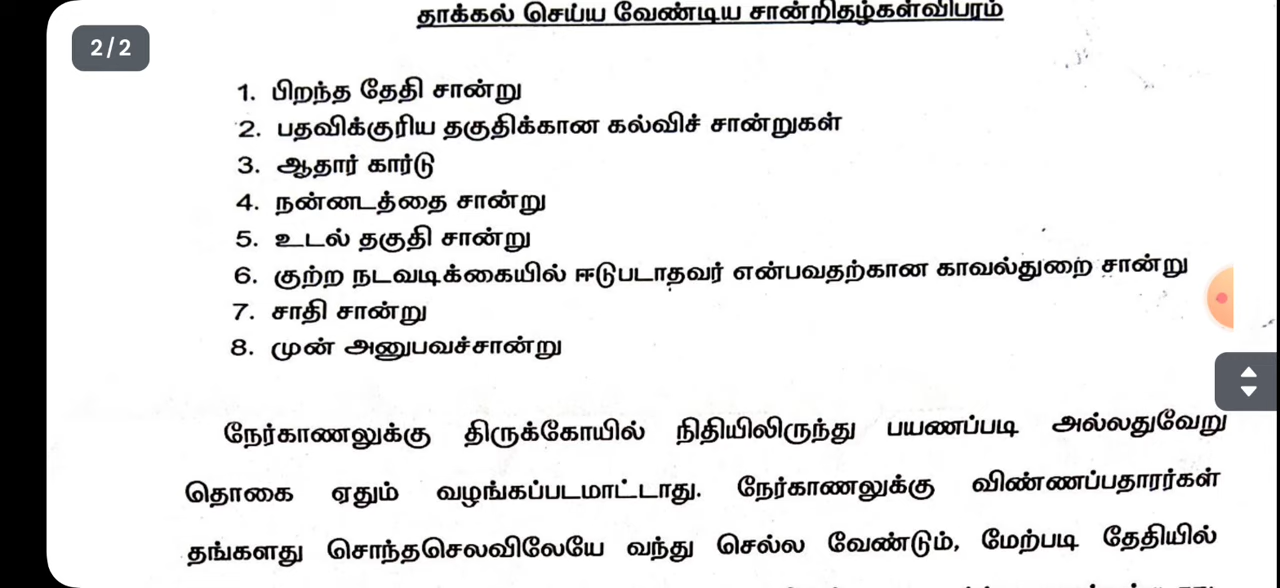 தாக்கல் செய்ய வேண்டிய சான்றிதழ்கள்விபரம்
2/2
1. பிறந்த தேதி சான்று
2. பதவிக்குரிய தகுதிக்கான கல்விச் சான்றுகள்
3. ஆதார் கார்டு
4. நன்னடத்தை சான்று
5. உடல் தகுதி சான்று
6. குற்ற நடவடிக்கையில் ஈடுபடாதவர் என்பவதற்கான காவல்துறை சான்று
7. சாதி சான்று
8. முன் அனுபவச்சான்று
நேர்காணலுக்கு திருக்கோயில் நிதியிலிருந்து பயணப்படி அல்லதுவேறு
தொகை ஏதும் வழங்கப்படமாட்டாது. நேர்காணலுக்கு விண்ணப்பதாரர்கள்
தங்களது சொந்தசெலவிலேயே வந்து செல்ல வேண்டும், மேற்படி தேதியில்